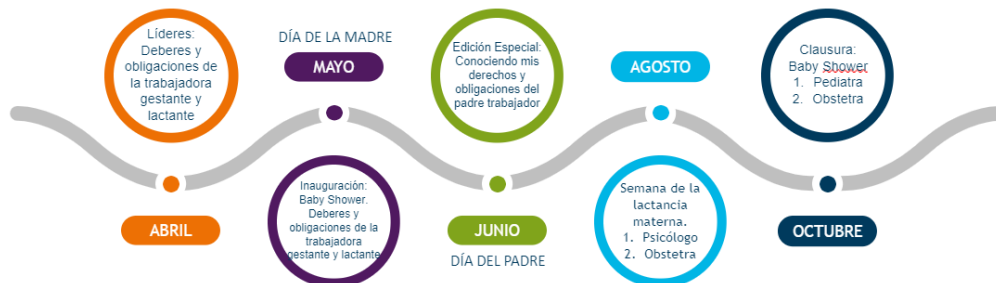 Líderes:
Deberes y
obligaciones de
la trabajadora
gestante y
lactante
ABRIL
DÍA DE LA MADRE
MAYO
Inauguración:
Baby Shower.
Deberes y
obligaciones de la
trabajadora
gestante y lactante
Edición Especial:
Conociendo mis
derechos y
obligaciones del
padre trabajador
JUNIO
DÍA DEL PADRE
AGOSTO
Semana de la
lactancia
materna.
1. Psicólogo
2. Obstetra
Clausura:
Baby Shower
1. Pediatra
2. Obstetra
OCTUBRE